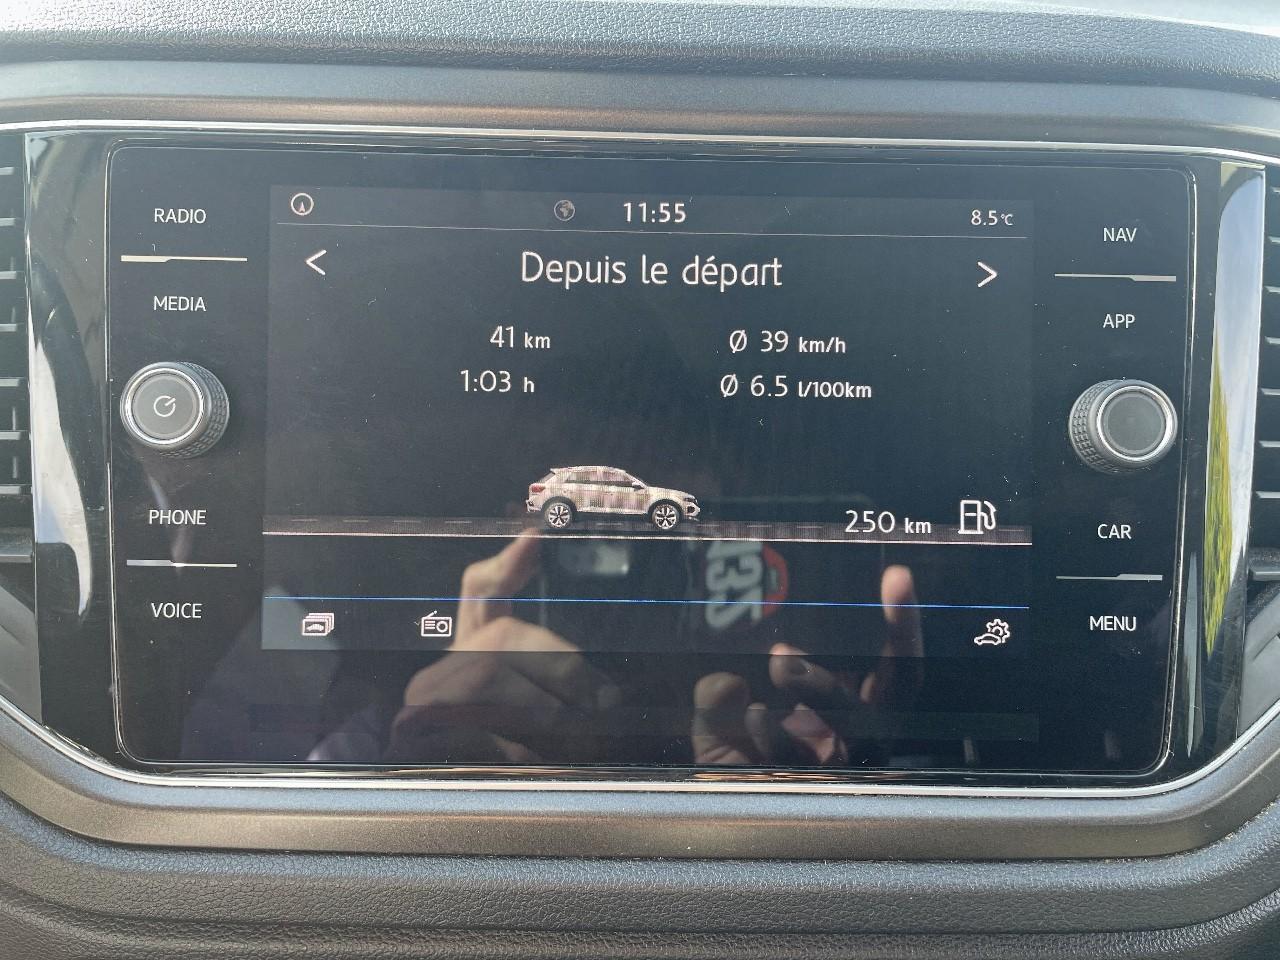 RADIO
MEDIA
PHONE
VOICE
11:55
8.5°C
< Depuis le départ >
41 km
Ø 39 km/h
1:03 h
Ø 6.5 l/100km
250 km
NAV
APP
CAR
MENU